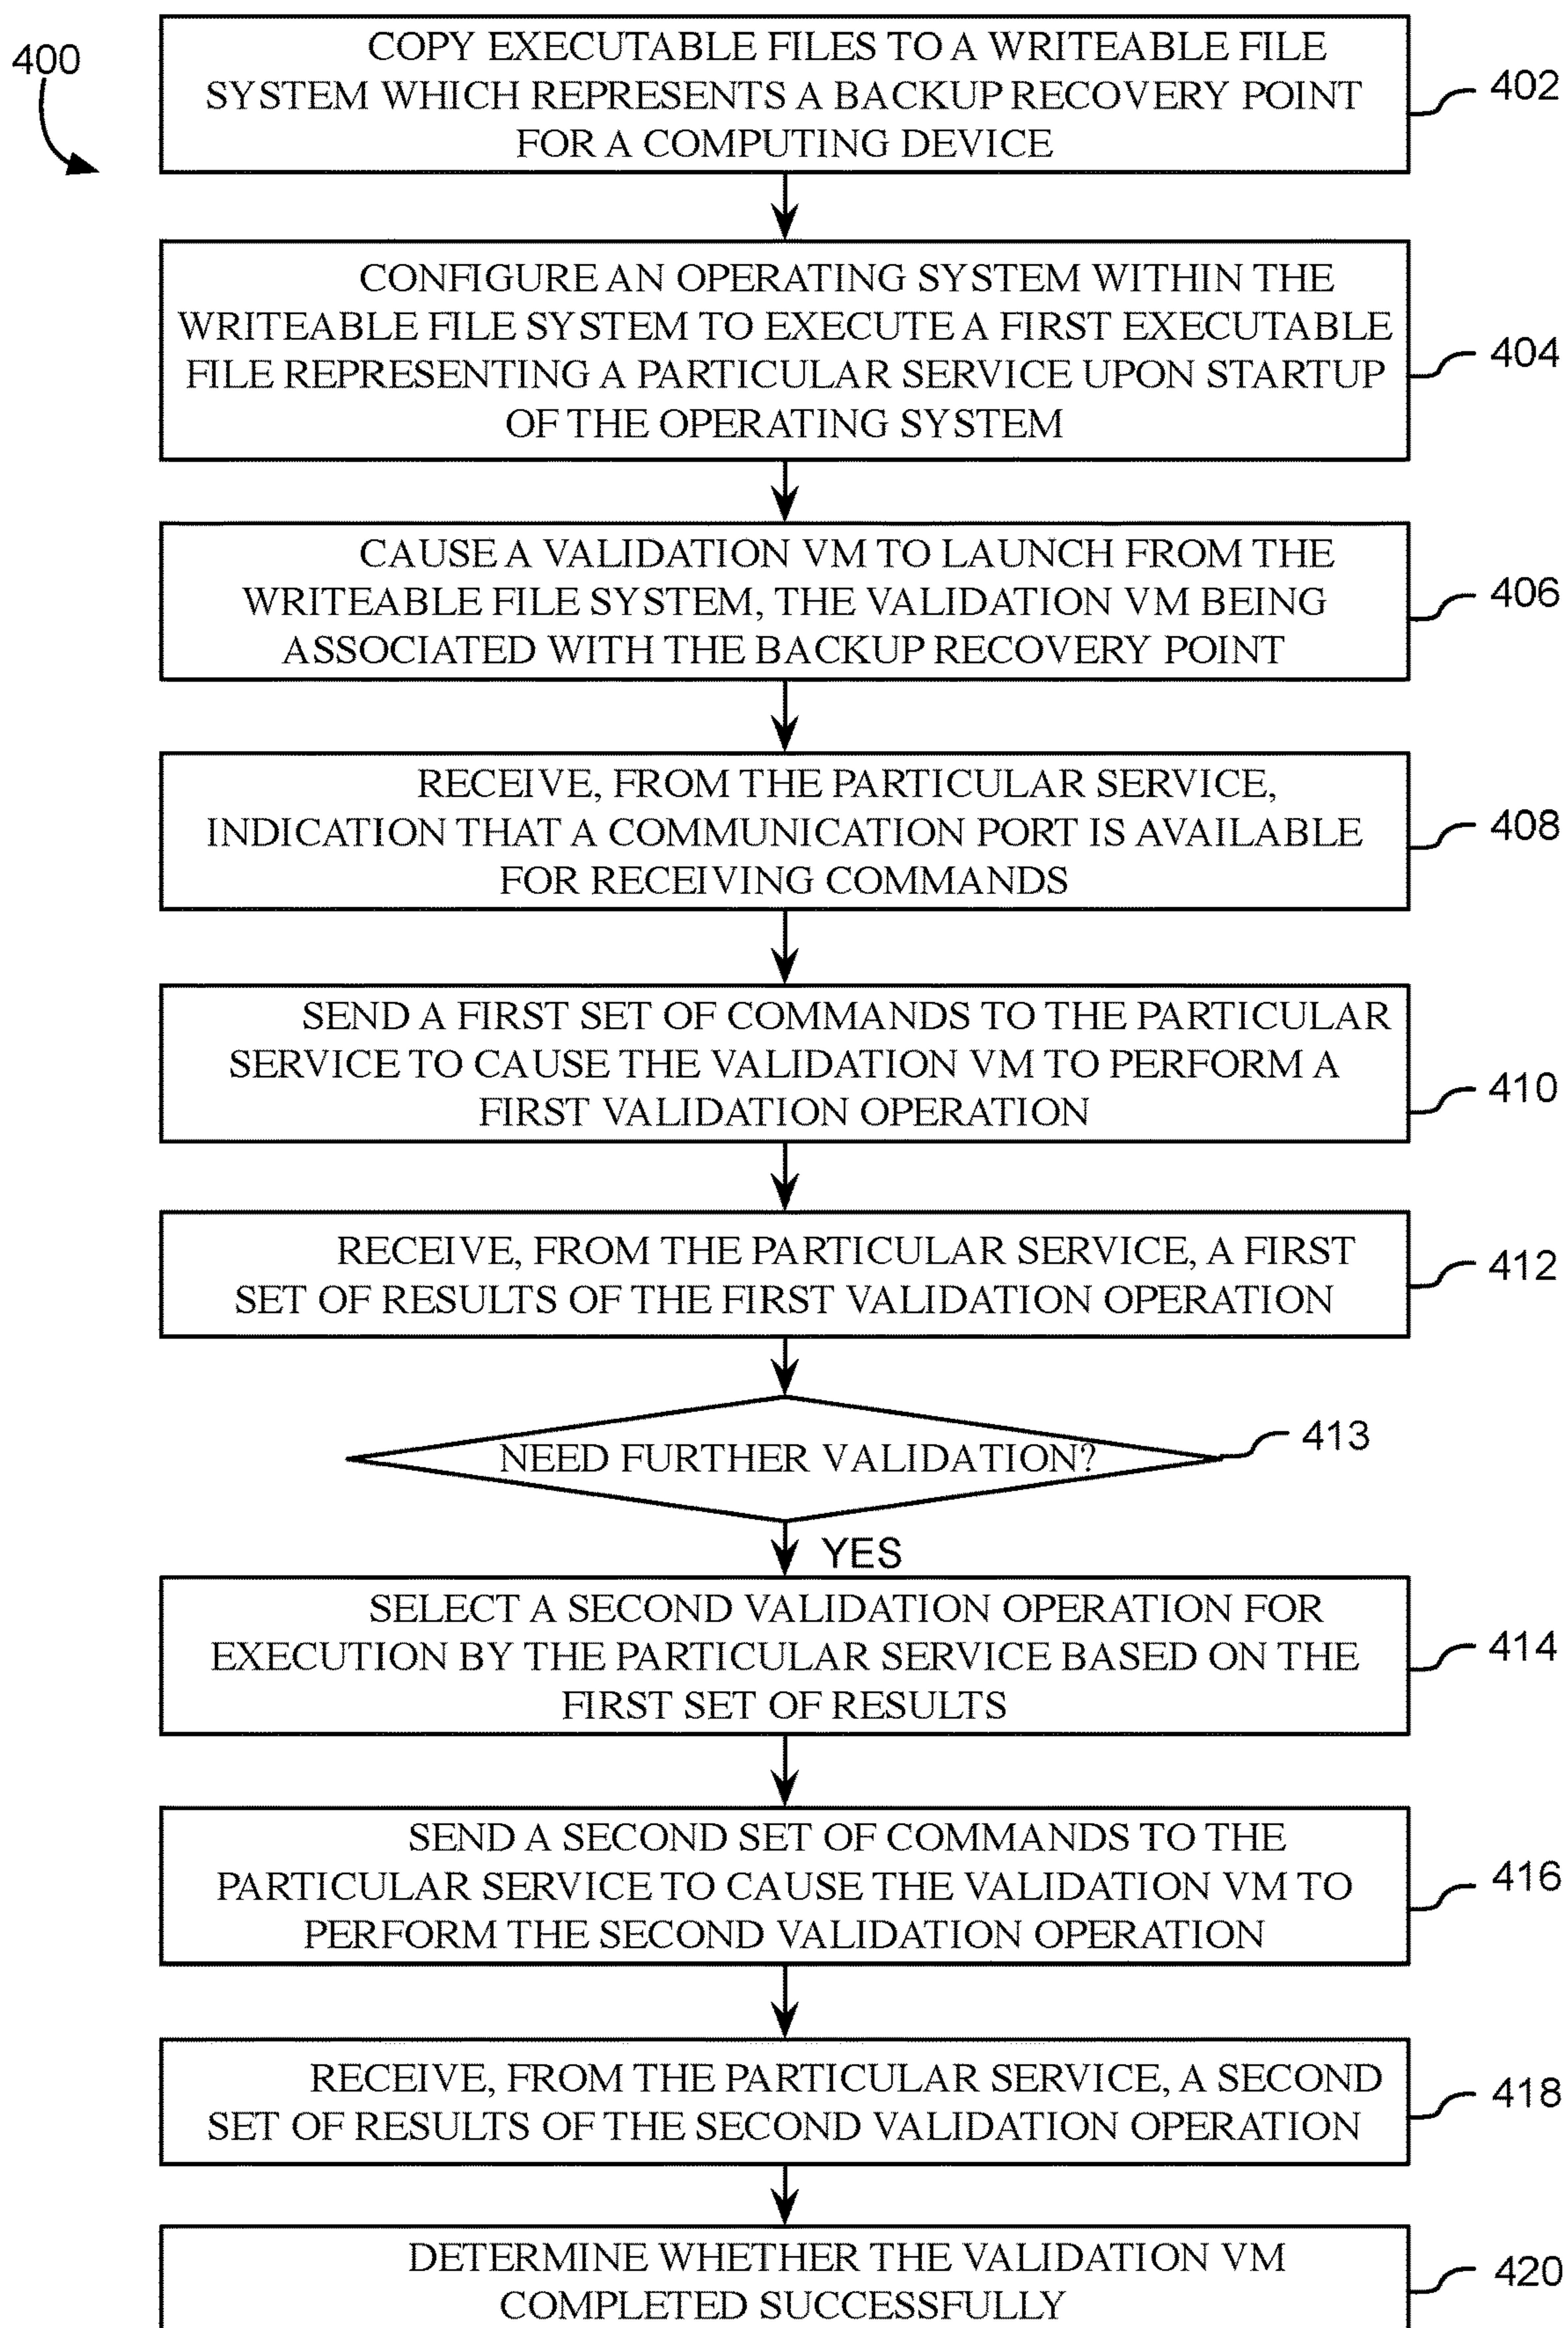 400
COPY EXECUTABLE FILES TO A WRITEABLE FILE
SYSTEM WHICH REPRESENTS A BACKUP RECOVERY POINT
FOR A COMPUTING DEVICE
402
CONFIGURE AN OPERATING SYSTEM WITHIN THE
WRITEABLE FILE SYSTEM TO EXECUTE A FIRST EXECUTABLE
FILE REPRESENTING A PARTICULAR SERVICE UPON STARTUP
OF THE OPERATING SYSTEM
404
CAUSE A VALIDATION VM TO LAUNCH FROM THE
WRITEABLE FILE SYSTEM, THE VALIDATION VM BEING
ASSOCIATED WITH THE BACKUP RECOVERY POINT
406
RECEIVE, FROM THE PARTICULAR SERVICE,
INDICATION THAT A COMMUNICATION PORT IS AVAILABLE
FOR RECEIVING COMMANDS
408
SEND A FIRST SET OF COMMANDS TO THE PARTICULAR
SERVICE TO CAUSE THE VALIDATION VM TO PERFORM A
FIRST VALIDATION OPERATION
410
RECEIVE, FROM THE PARTICULAR SERVICE, A FIRST
SET OF RESULTS OF THE FIRST VALIDATION OPERATION
412
NEED FURTHER VALIDATION?
413
YES
SELECT A SECOND VALIDATION OPERATION FOR
EXECUTION BY THE PARTICULAR SERVICE BASED ON THE
FIRST SET OF RESULTS
414
SEND A SECOND SET OF COMMANDS TO THE
PARTICULAR SERVICE TO CAUSE THE VALIDATION VM TO
PERFORM THE SECOND VALIDATION OPERATION
416
RECEIVE, FROM THE PARTICULAR SERVICE, A SECOND
SET OF RESULTS OF THE SECOND VALIDATION OPERATION
418
DETERMINE WHETHER THE VALIDATION VM
COMPLETED SUCCESSFULLY
420